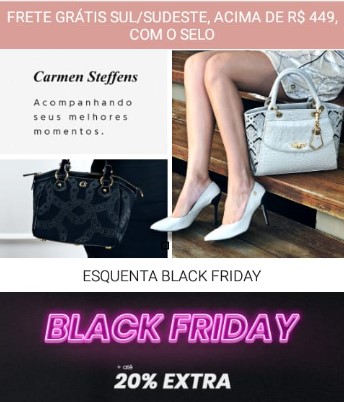 FRETE GRÁTIS SUL/SUDESTE, ACIMA DE R$ 449,
COM O SELO
Carmen Steffens
Acompanhando
seus melhores
momentos.
ESQUENTA BLACK FRIDAY
BLACK FRIDAY
+ até
20% EXTRA